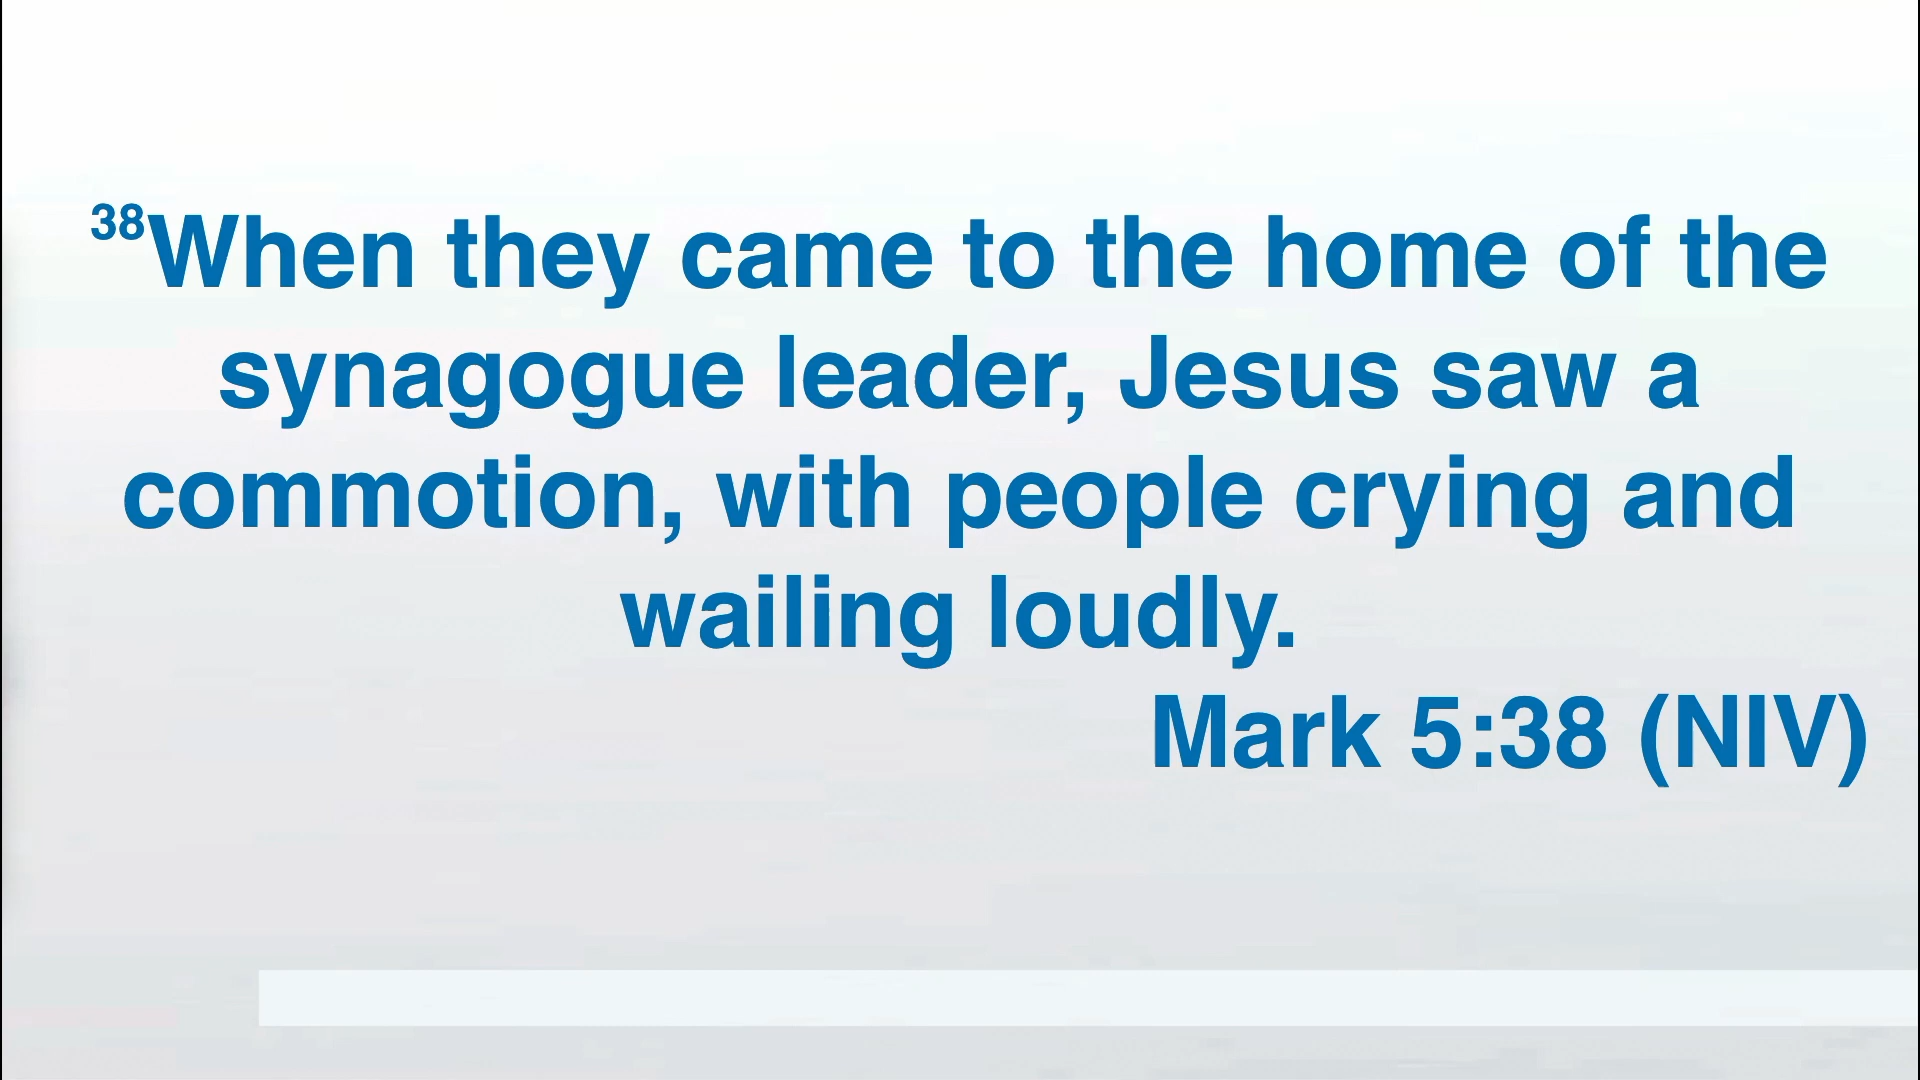 38When they came to the home of the
synagogue leader, Jesus saw a
commotion, with people crying and
wailing loudly.
Mark 5:38 (NIV)